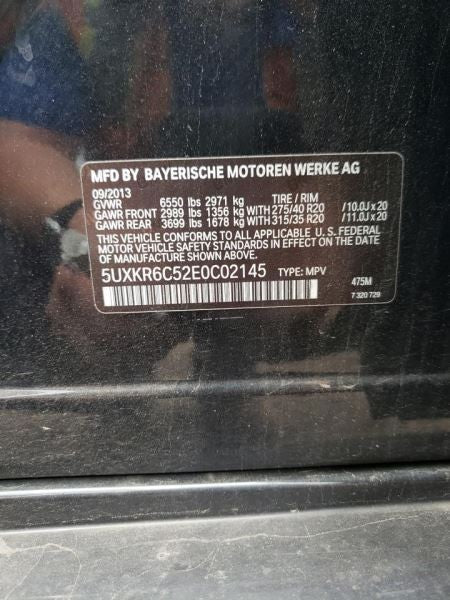 MFD BY BAYERISCHE MOTOREN WERKE AG
09/2013
GVWR 6550 lbs 2971 kg TIRE / RIM
GAWR FRONT 2989 lbs 1356 kg WITH 275/40 R20 /10.0J x 20
GAWR REAR 3699 lbs 1678 kg WITH 315/35 R20 /11.0J x 20
THIS VEHICLE CONFORMS TO ALL APPLICABLE U. S. FEDERAL
MOTOR VEHICLE SAFETY STANDARDS IN EFFECT ON THE DATE
OF MANUFACTURE SHOWN ABOVE.
5UXKR6C52E0C02145 TYPE: MPV 475M
7 320 729